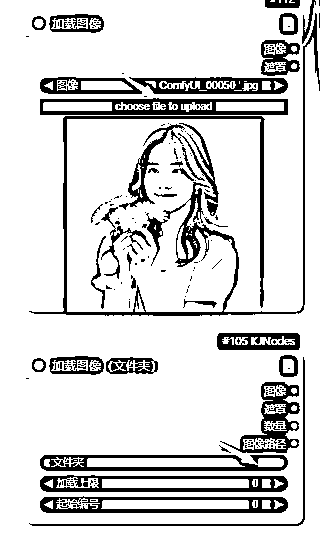 #112
加载图像
图像
遮罩
图像 ComfyUI_00050_.jpg
choose file to upload
#105 KJNodes
加载图像 (文件夹)
图像
遮罩
数量
图像路径
文件夹
加载上限 0
起始编号 0